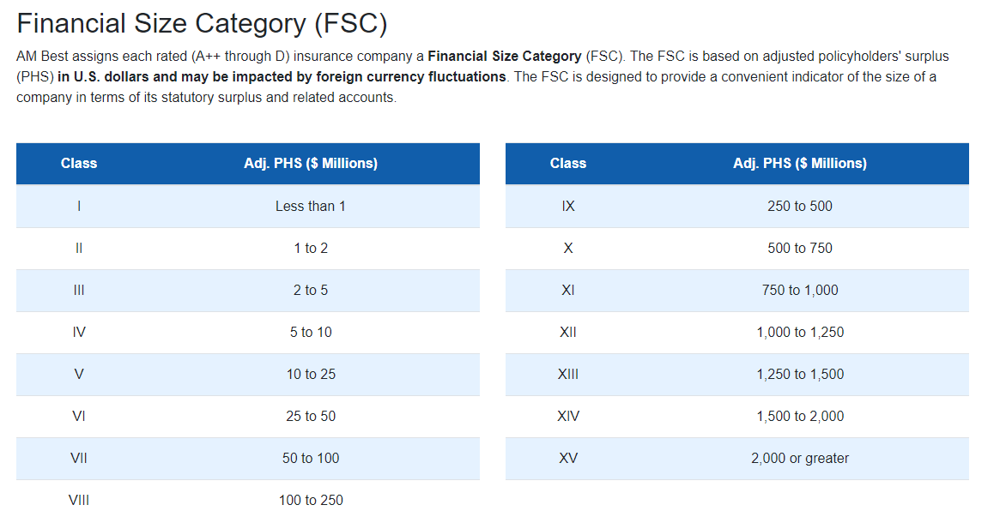 Financial Size Category (FSC)
AM Best assigns each rated (A++ through D) insurance company a Financial Size Category (FSC). The FSC is based on adjusted policyholders' surplus
(PHS) in U.S. dollars and may be impacted by foreign currency fluctuations. The FSC is designed to provide a convenient indicator of the size of a
company in terms of its statutory surplus and related accounts.
Class Adj. PHS ($ Millions)
I Less than 1
II 1 to 2
III 2 to 5
IV 5 to 10
V 10 to 25
VI 25 to 50
VII 50 to 100
VIII 100 to 250
Class Adj. PHS ($ Millions)
IX 250 to 500
X 500 to 750
XI 750 to 1,000
XII 1,000 to 1,250
XIII 1,250 to 1,500
XIV 1,500 to 2,000
XV 2,000 or greater